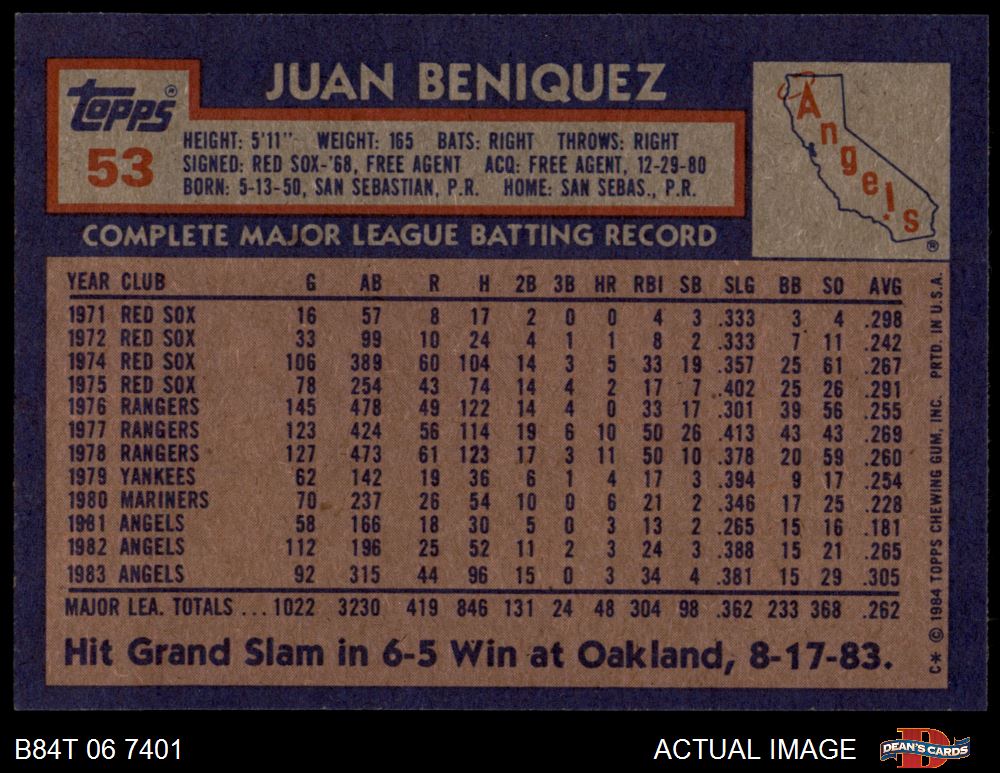 JUAN BENIQUEZ
Topps®
53
HEIGHT: 5'11" WEIGHT: 165 BATS: RIGHT THROWS: RIGHT
SIGNED: RED SOX-'68, FREE AGENT ACQ: FREE AGENT, 12-29-80
BORN: 5-13-50, SAN SEBASTIAN, P.R. HOME: SAN SEBAS., P.R.
Angels ®
COMPLETE MAJOR LEAGUE BATTING RECORD
YEAR CLUB G AB R H 2B 3B HR RBI SB SLG BB SO AVG
1971 RED SOX 16 57 8 17 2 0 0 4 3 .333 3 4 .298
1972 RED SOX 33 99 10 24 4 1 1 8 2 .333 7 11 .242
1974 RED SOX 106 389 60 104 14 3 5 33 19 .357 25 61 .267
1975 RED SOX 78 254 43 74 14 4 2 17 7 .402 25 26 .291
1976 RANGERS 145 478 49 122 14 4 0 33 17 .301 39 56 .255
1977 RANGERS 123 424 56 114 19 6 10 50 26 .413 43 43 .269
1978 RANGERS 127 473 61 123 17 3 11 50 10 .378 20 59 .260
1979 YANKEES 62 142 19 36 6 1 4 17 3 .394 9 17 .254
1980 MARINERS 70 237 26 54 10 0 6 21 2 .346 17 25 .228
1981 ANGELS 58 166 18 30 5 0 3 13 2 .265 15 16 .181
1982 ANGELS 112 196 25 52 11 2 3 24 3 .388 15 21 .265
1983 ANGELS 92 315 44 96 15 0 3 34 4 .381 15 29 .305
MAJOR LEA. TOTALS ... 1022 3230 419 846 131 24 48 304 98 .362 233 368 .262
Hit Grand Slam in 6-5 Win at Oakland, 8-17-83.
C* © 1984 TOPPS CHEWING GUM, INC. PRTD. IN U.S.A.
B84T 06 7401
ACTUAL IMAGE
DEAN'S CARDS